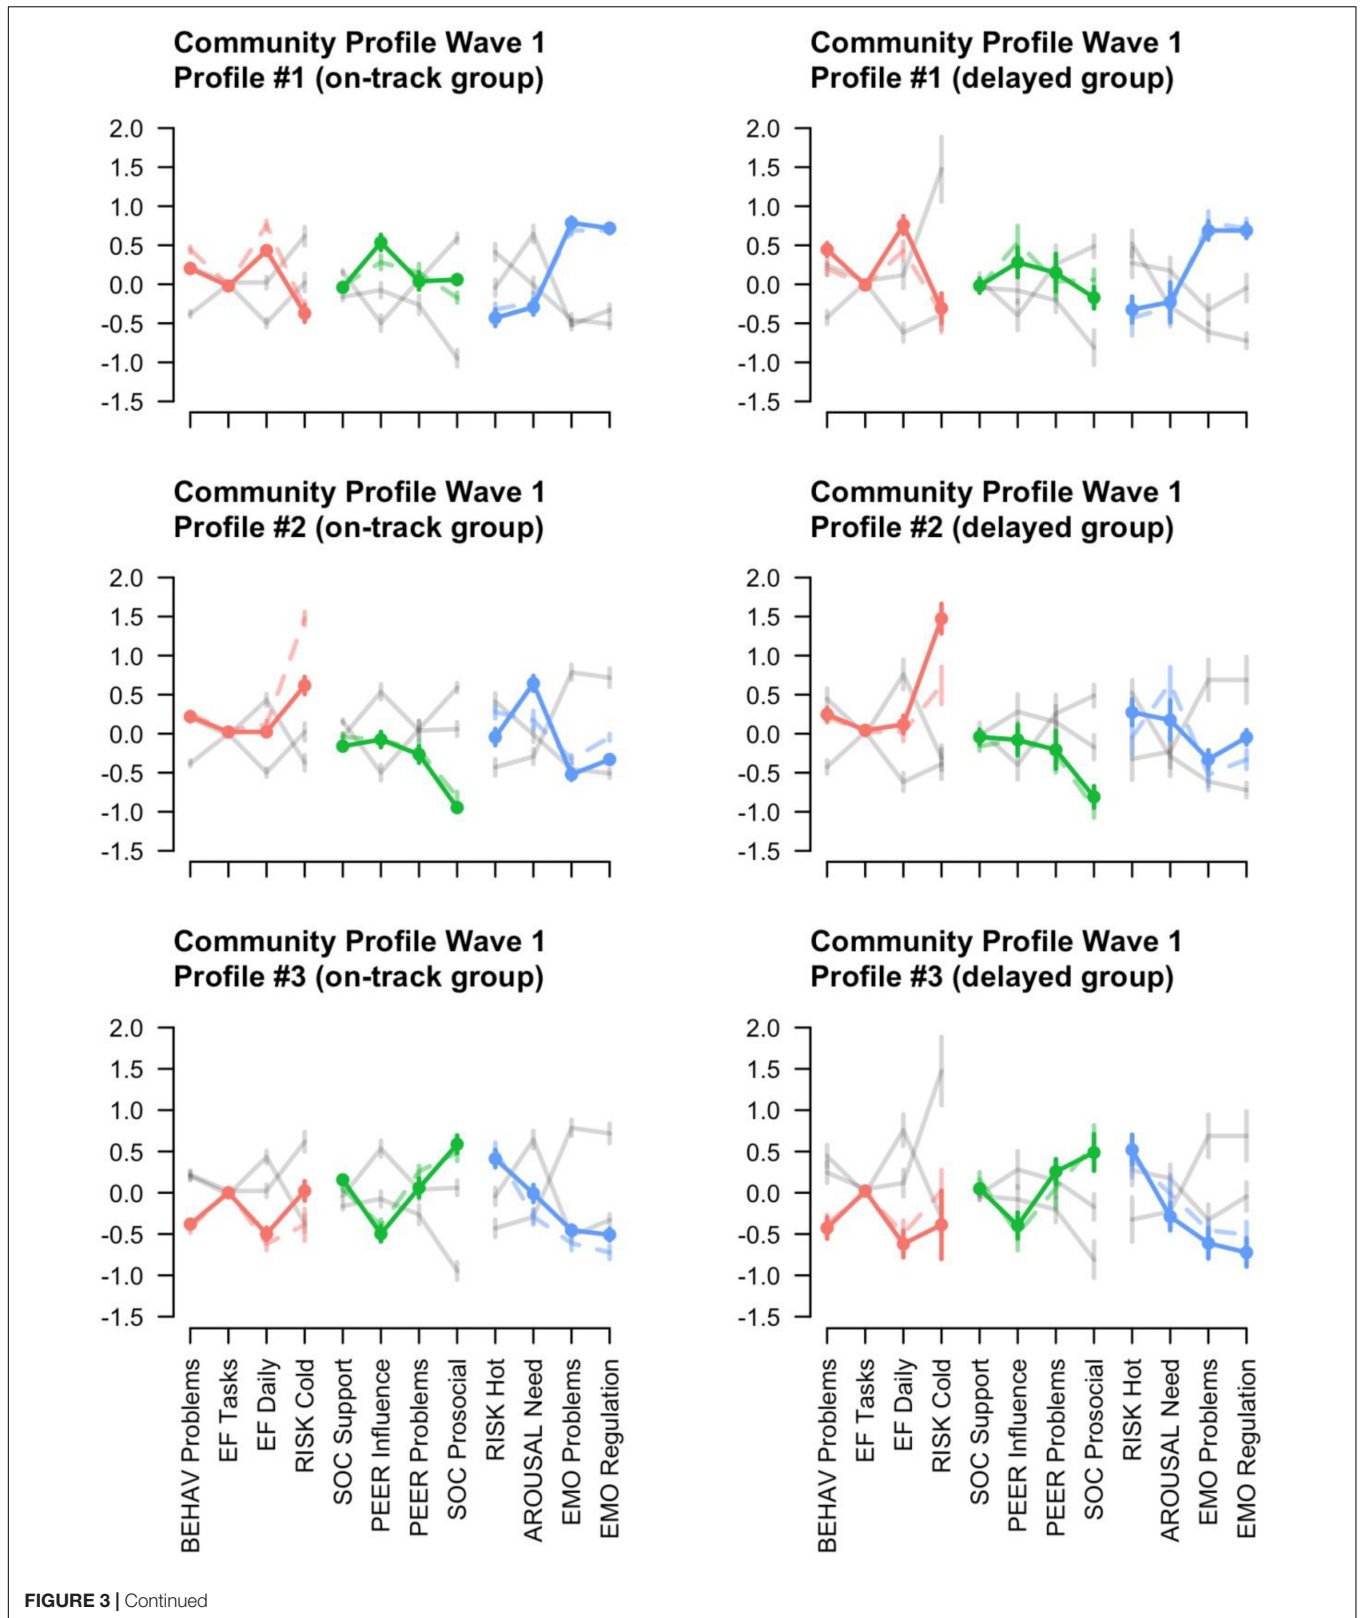 Community Profile Wave 1
Profile #1 (on-track group)
2.0
1.5
1.0
0.5
0.0
-0.5
-1.0
-1.5
Community Profile Wave 1
Profile #1 (delayed group)
2.0
1.5
1.0
0.5
0.0
-0.5
-1.0
-1.5
Community Profile Wave 1
Profile #2 (on-track group)
2.0
1.5
1.0
0.5
0.0
-0.5
-1.0
-1.5
Community Profile Wave 1
Profile #2 (delayed group)
2.0
1.5
1.0
0.5
0.0
-0.5
-1.0
-1.5
Community Profile Wave 1
Profile #3 (on-track group)
2.0
1.5
1.0
0.5
0.0
-0.5
-1.0
-1.5
BEHAV Problems
EF Tasks
EF Daily
RISK Cold
SOC Support
PEER Influence
PEER Problems
SOC Prosocial
RISK Hot
AROUSAL Need
EMO Problems
EMO Regulation
Community Profile Wave 1
Profile #3 (delayed group)
2.0
1.5
1.0
0.5
0.0
-0.5
-1.0
-1.5
BEHAV Problems
EF Tasks
EF Daily
RISK Cold
SOC Support
PEER Influence
PEER Problems
SOC Prosocial
RISK Hot
AROUSAL Need
EMO Problems
EMO Regulation
FIGURE 3 | Continued